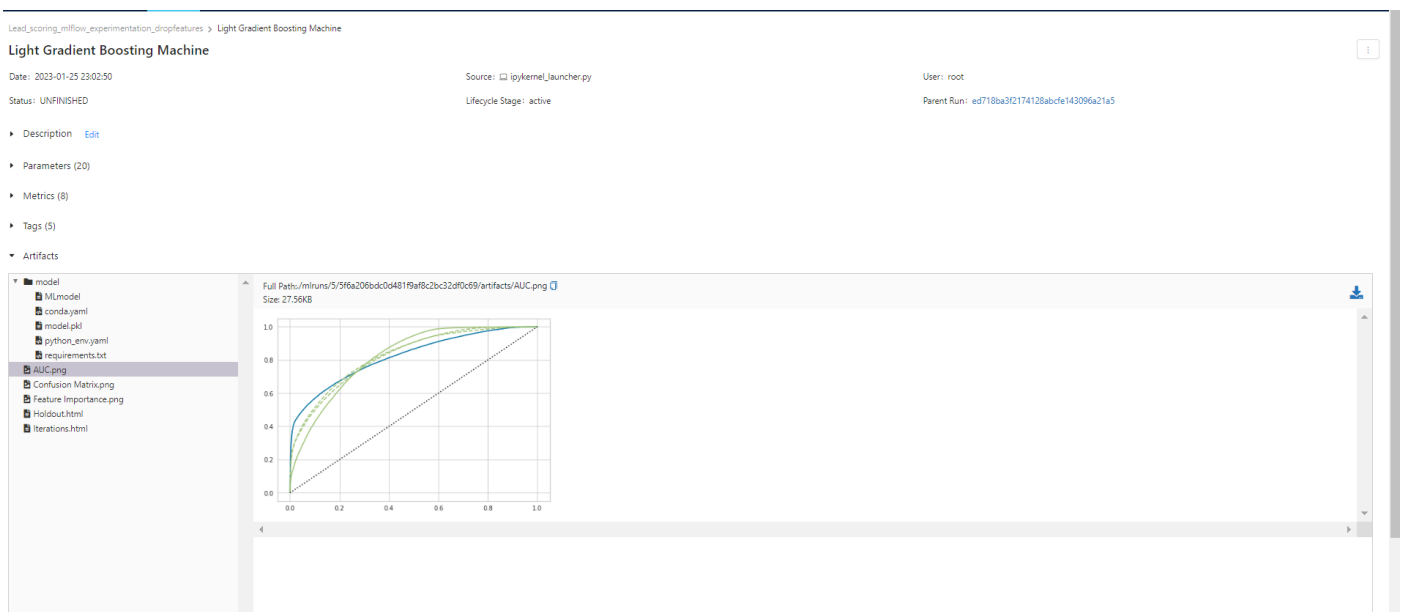 Lead_scoring_mlflow_experimentation_dropfeatures > Light Gradient Boosting Machine
Light Gradient Boosting Machine
Date: 2023-01-25 23:02:50
Source: ipykernel_launcher.py
User: root
Status: UNFINISHED
Lifecycle Stage: active
Parent Run: ed718ba3f2174128abcfe143096a21a5
Description Edit
Parameters (20)
Metrics (8)
Tags (5)
Artifacts
model
MLmodel
conda.yaml
model.pkl
python_env.yaml
requirements.txt
AUC.png
Confusion Matrix.png
Feature Importance.png
Holdout.html
Iterations.html
Full Path:/mlruns/5/5f6a206bdc0d481f9af8c2bc32df0c69/artifacts/AUC.png
Size: 27.56KB
1.0
0.8
0.6
0.4
0.2
0.0
0.0 0.2 0.4 0.6 0.8 1.0